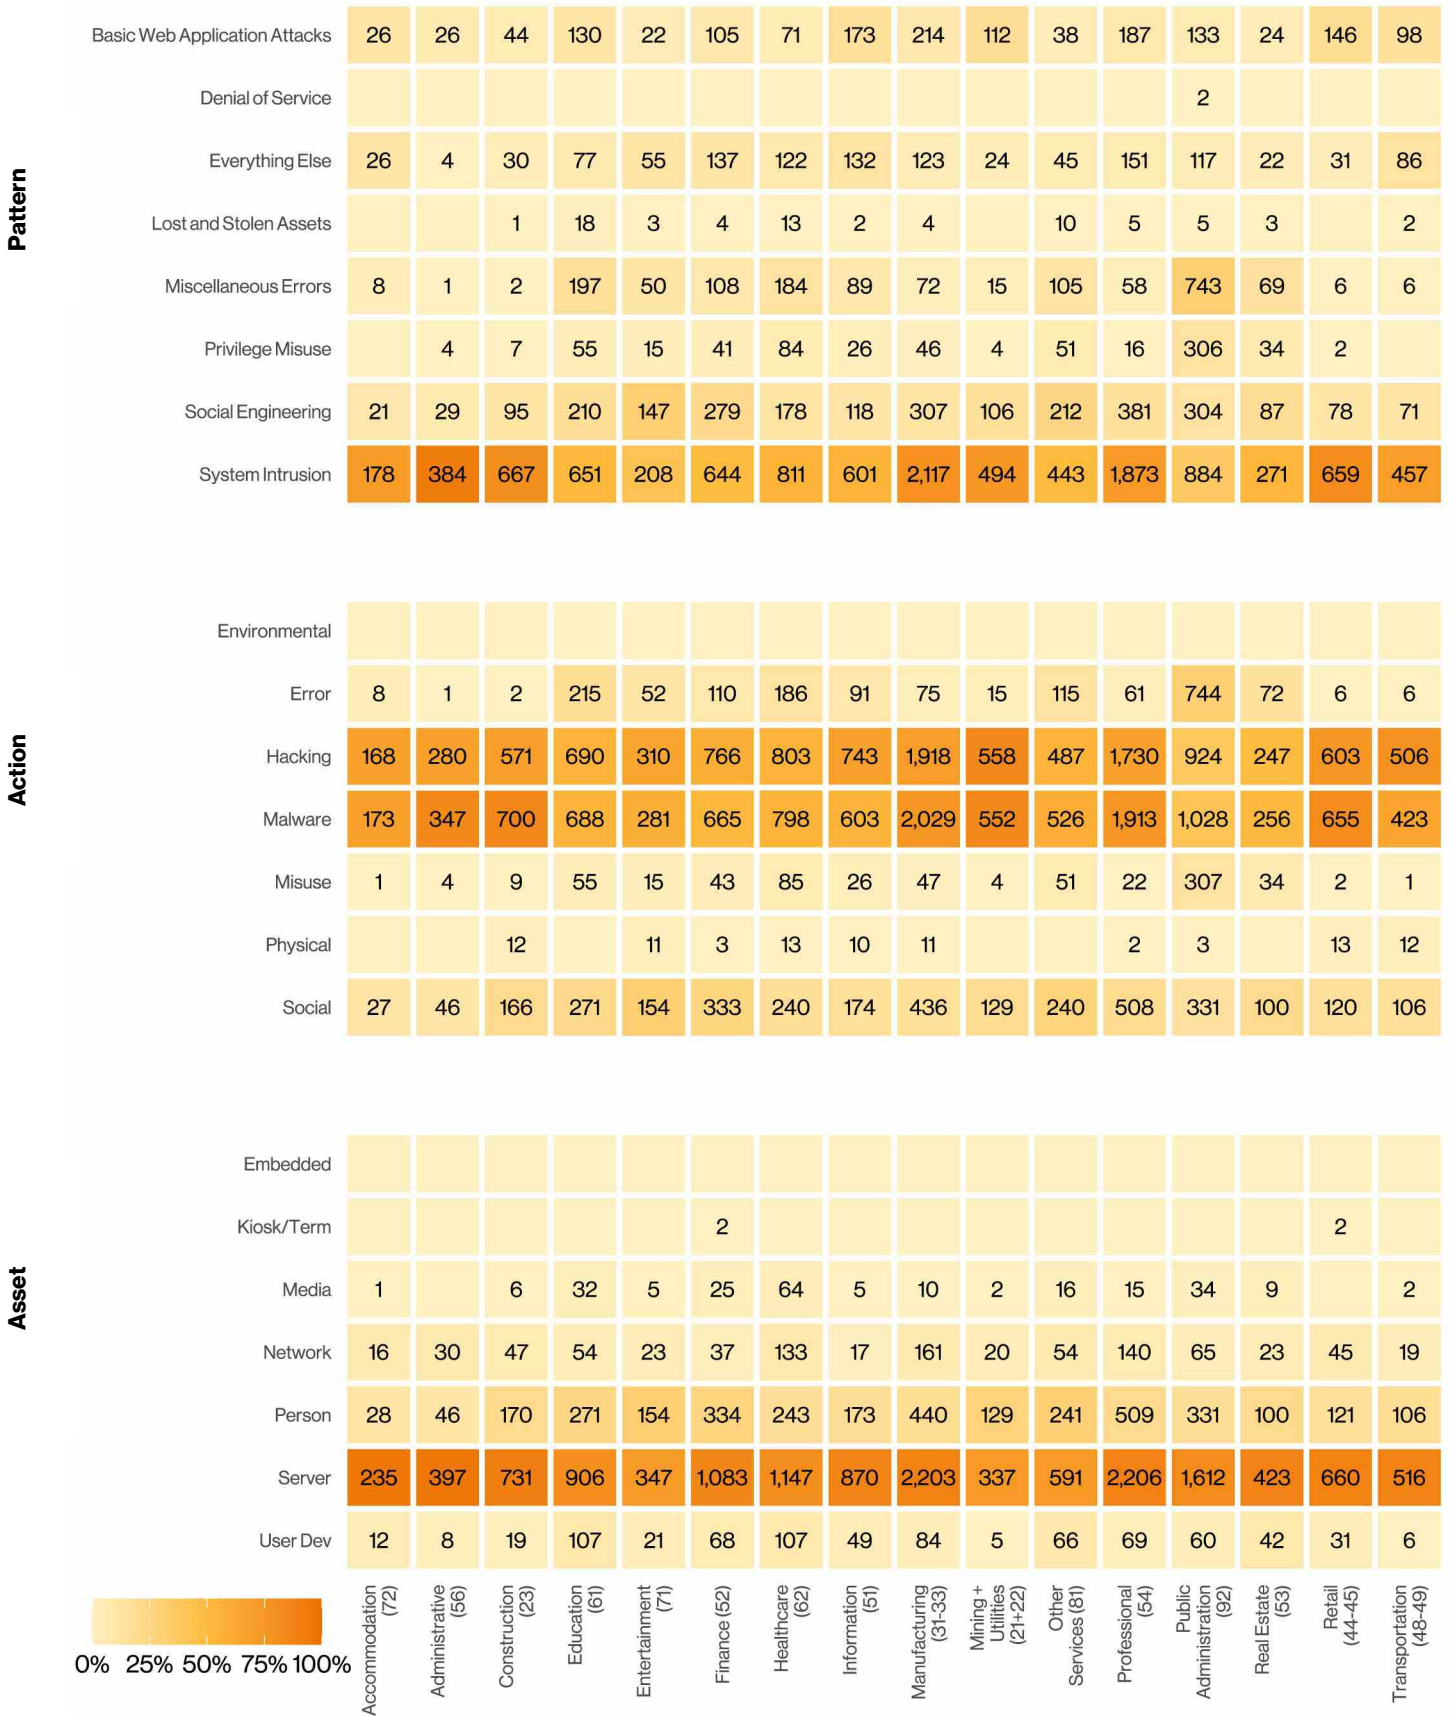 Pattern
Basic Web Application Attacks 26 26 44 130 22 105 71 173 214 112 38 187 133 24 146 98
Denial of Service 2
Everything Else 26 4 30 77 55 137 122 132 123 24 45 151 117 22 31 86
Lost and Stolen Assets 1 18 3 4 13 2 4 10 5 5 3 2
Miscellaneous Errors 8 1 2 197 50 108 184 89 72 15 105 58 743 69 6 6
Privilege Misuse 4 7 55 15 41 84 26 46 4 51 16 306 34 2
Social Engineering 21 29 95 210 147 279 178 118 307 106 212 381 304 87 78 71
System Intrusion 178 384 667 651 208 644 811 601 2,117 494 443 1,873 884 271 659 457
Action
Environmental
Error 8 1 2 215 52 110 186 91 75 15 115 61 744 72 6 6
Hacking 168 280 571 690 310 766 803 743 1,918 558 487 1,730 924 247 603 506
Malware 173 347 700 688 281 665 798 603 2,029 552 526 1,913 1,028 256 655 423
Misuse 1 4 9 55 15 43 85 26 47 4 51 22 307 34 2 1
Physical 12 11 3 13 10 11 2 3 13 12
Social 27 46 166 271 154 333 240 174 436 129 240 508 331 100 120 106
Asset
Embedded
Kiosk/Term 2 2
Media 1 6 32 5 25 64 5 10 2 16 15 34 9 2
Network 16 30 47 54 23 37 133 17 161 20 54 140 65 23 45 19
Person 28 46 170 271 154 334 243 173 440 129 241 509 331 100 121 106
Server 235 397 731 906 347 1,083 1,147 870 2,203 337 591 2,206 1,612 423 660 516
User Dev 12 8 19 107 21 68 107 49 84 5 66 69 60 42 31 6
0% 25% 50% 75% 100%
Accommodation
(72)
Administrative
(56)
Construction
(23)
Education
(61)
Entertainment
(71)
Finance (52)
Healthcare
(62)
Information
(51)
Manufacturing
(31-33)
Mining +
Utilities
(21+22)
Other
Services (81)
Professional
(54)
Public
Administration
(92)
Real Estate
(53)
Retail
(44-45)
Transportation
(48-49)